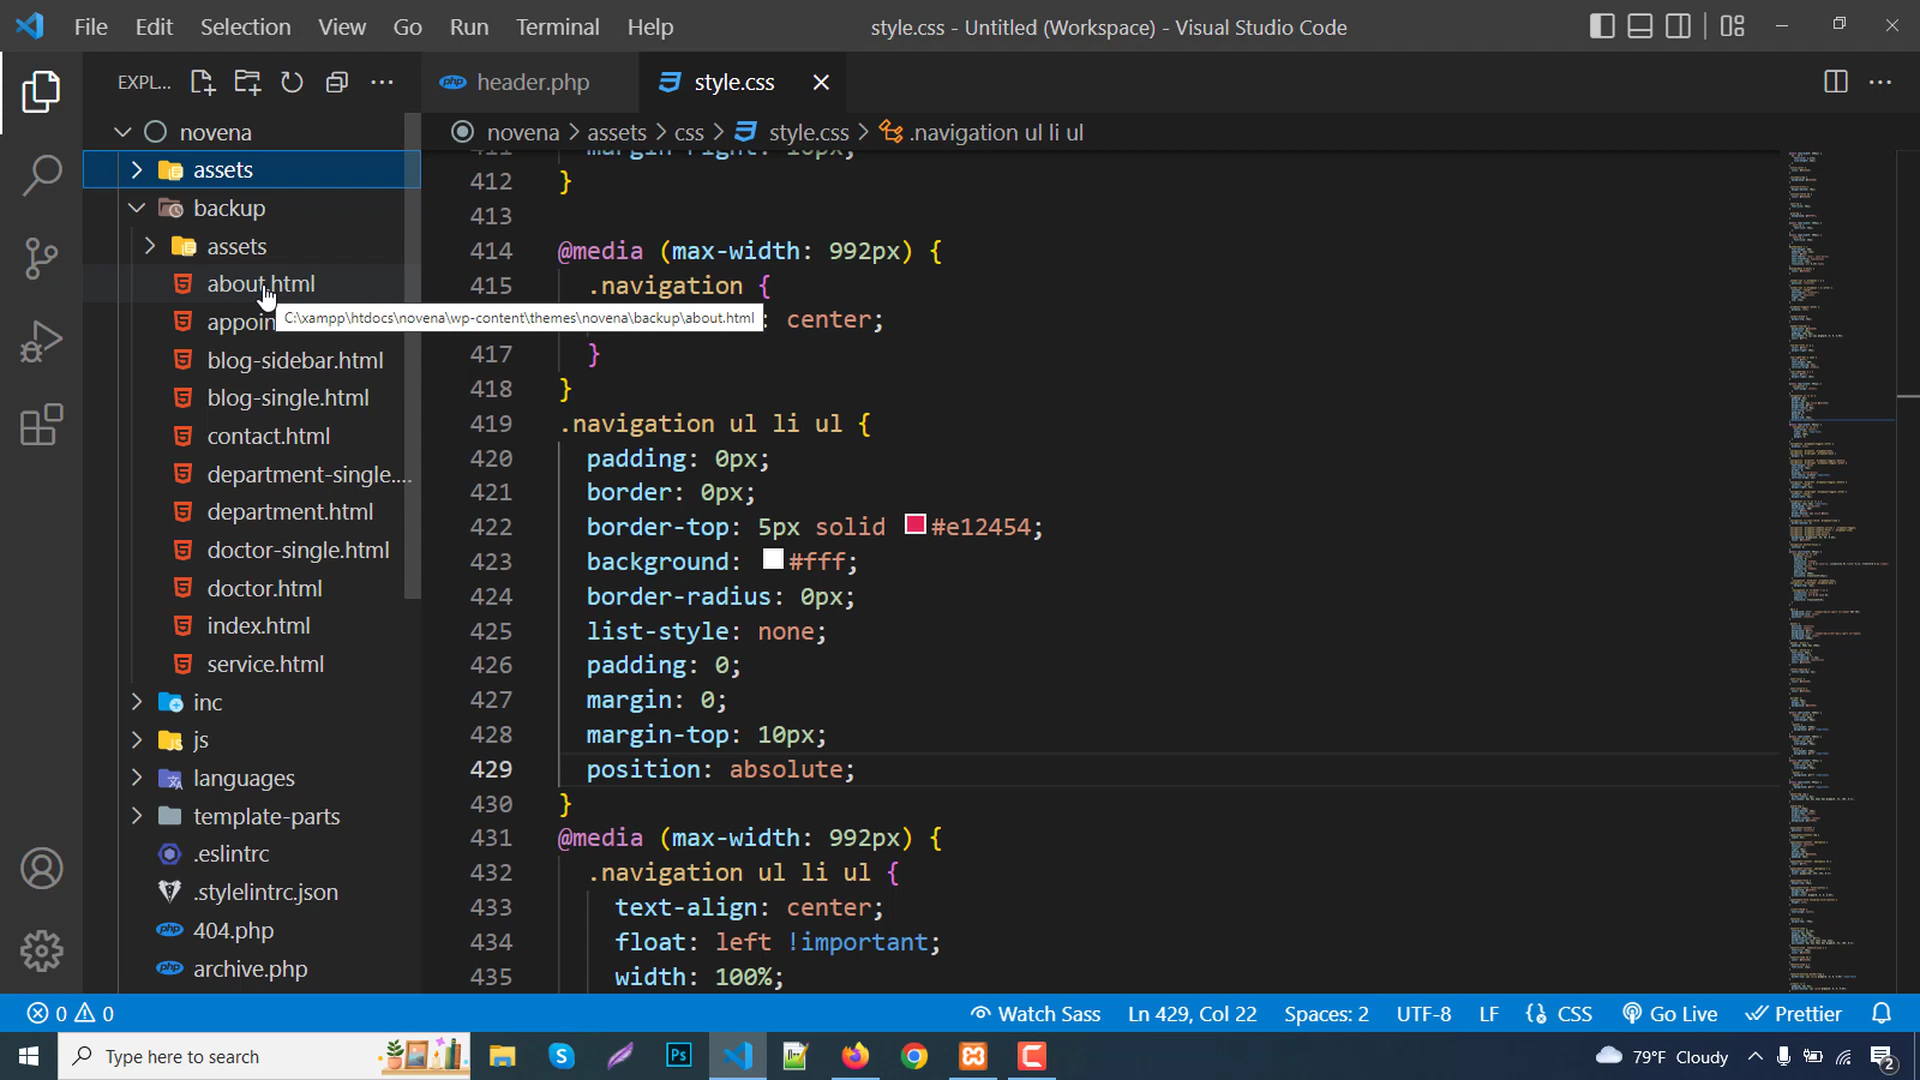 File Edit Selection View Go Run Terminal Help
style.css - Untitled (Workspace) - Visual Studio Code
EXPL...
header.php
style.css
novena
novena > assets > css > style.css > .navigation ul li ul
assets
backup
assets
about.html
C:\xampp\htdocs\novena\wp-content\themes\novena\backup\about.html
appoin
blog-sidebar.html
blog-single.html
contact.html
department-single....
department.html
doctor-single.html
doctor.html
index.html
service.html
inc
js
languages
template-parts
.eslintrc
.stylelintrc.json
404.php
archive.php
412 }
413
414 @media (max-width: 992px) {
415 .navigation {
: center;
417 }
418 }
419 .navigation ul li ul {
420 padding: 0px;
421 border: 0px;
422 border-top: 5px solid #e12454;
423 background: #fff;
424 border-radius: 0px;
425 list-style: none;
426 padding: 0;
427 margin: 0;
428 margin-top: 10px;
429 position: absolute;
430 }
431 @media (max-width: 992px) {
432 .navigation ul li ul {
433 text-align: center;
434 float: left !important;
435 width: 100%;
0 0
Watch Sass Ln 429, Col 22 Spaces: 2 UTF-8 LF CSS Go Live Prettier
Type here to search
79°F Cloudy
2